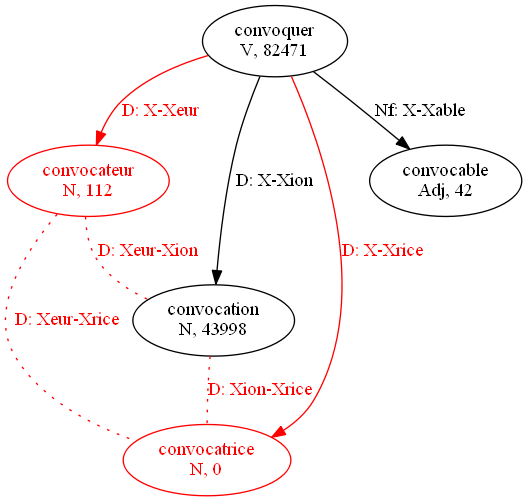 convoquer
V, 82471
D: X-Xeur
Nf: X-Xable
convocateur
N, 112
D: X-Xion
convocable
Adj, 42
D: Xeur-Xion
D: X-Xrice
convocation
N, 43998
D: Xeur-Xrice
D: Xion-Xrice
convocatrice
N, 0